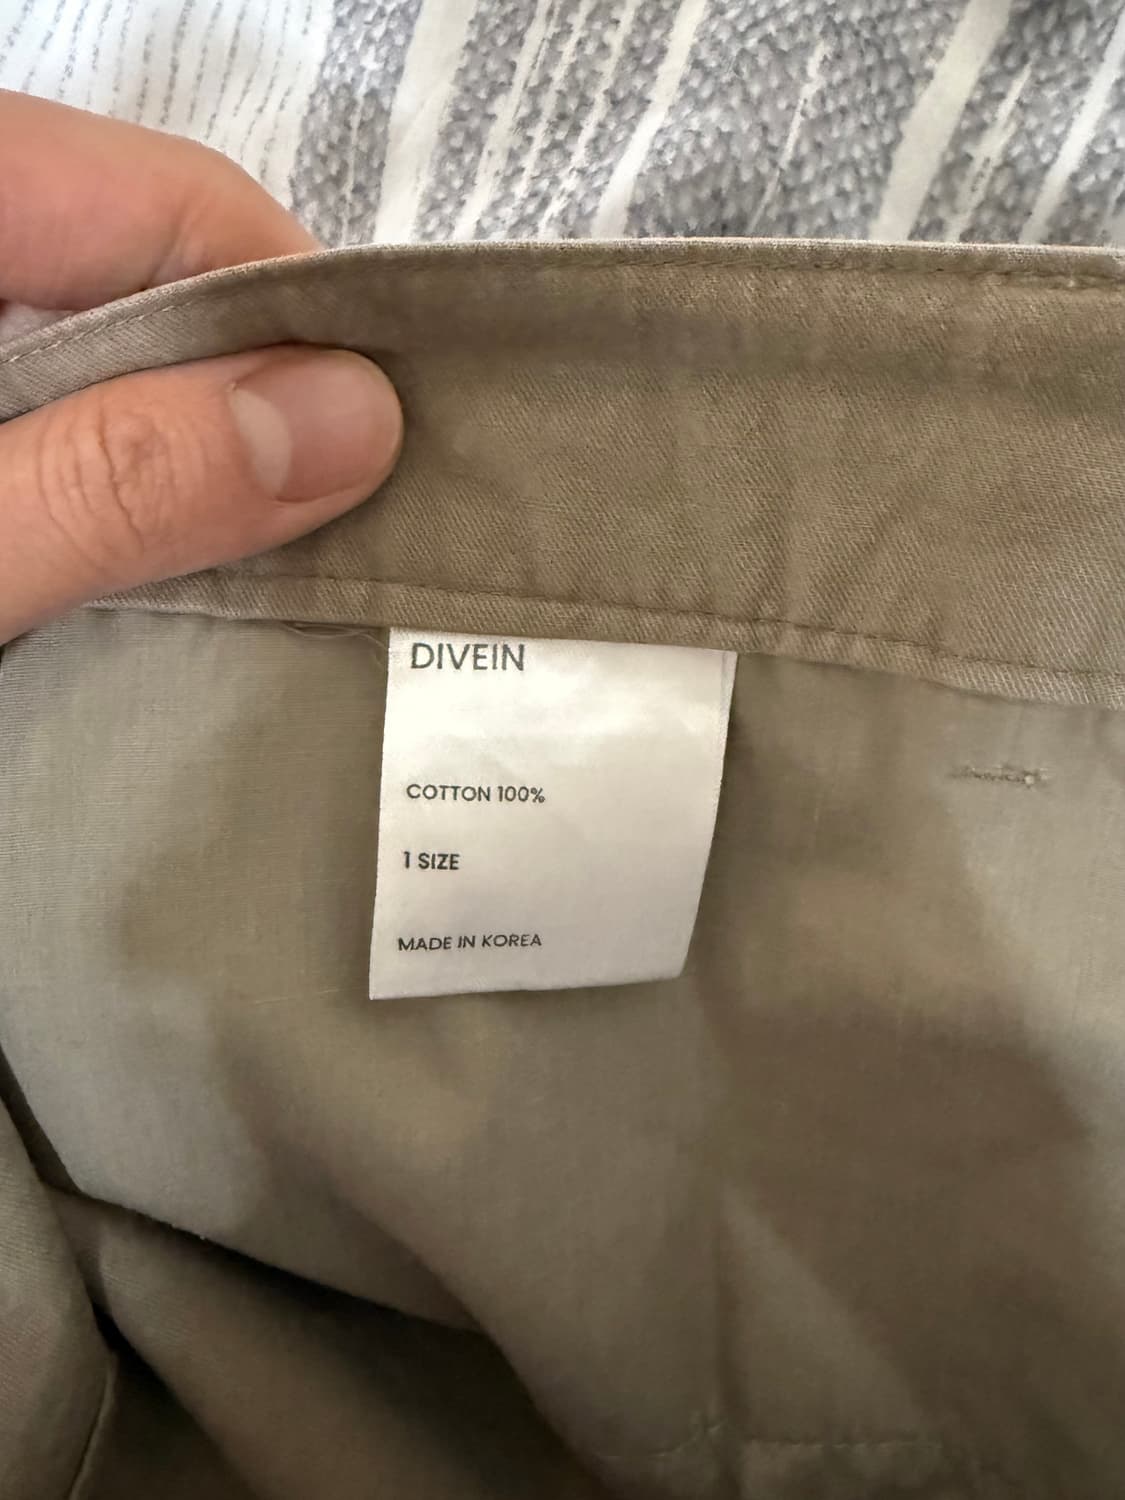 DIVEIN
COTTON 100%
1 SIZE
MADE IN KOREA